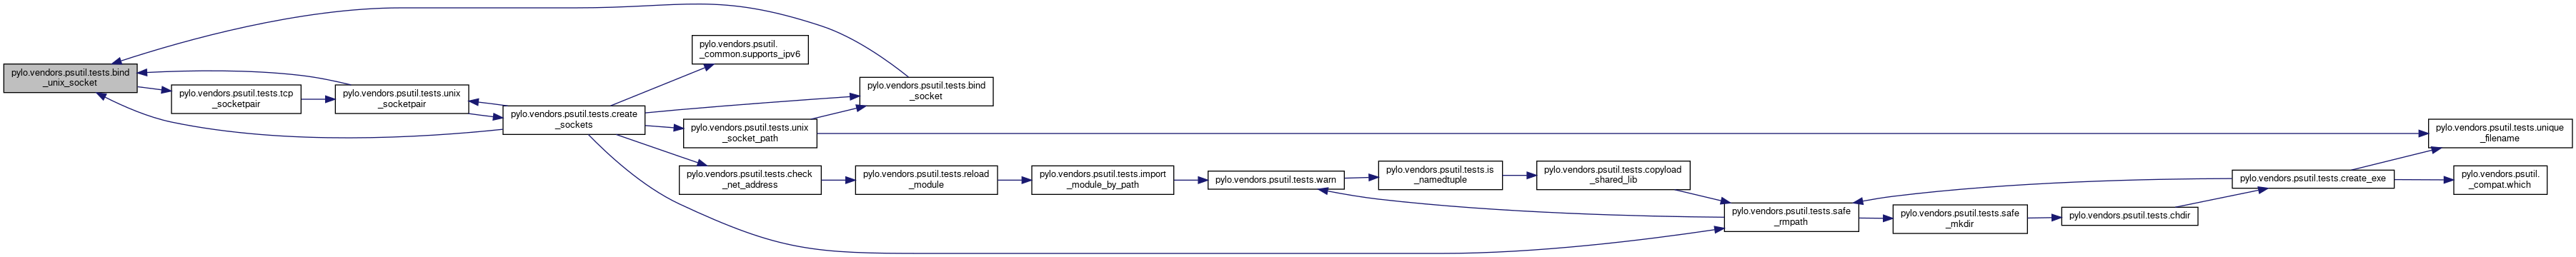 pylo.vendors.psutil.tests.bind
_unix_socket
pylo.vendors.psutil.tests.tcp
_socketpair
pylo.vendors.psutil.tests.unix
_socketpair
pylo.vendors.psutil.tests.create
_sockets
pylo.vendors.psutil.
_common.supports_ipv6
pylo.vendors.psutil.tests.unix
_socket_path
pylo.vendors.psutil.tests.check
_net_address
pylo.vendors.psutil.tests.bind
_socket
pylo.vendors.psutil.tests.reload
_module
pylo.vendors.psutil.tests.import
_module_by_path
pylo.vendors.psutil.tests.warn
pylo.vendors.psutil.tests.is
_namedtuple
pylo.vendors.psutil.tests.copyload
_shared_lib
pylo.vendors.psutil.tests.safe
_rmpath
pylo.vendors.psutil.tests.safe
_mkdir
pylo.vendors.psutil.tests.chdir
pylo.vendors.psutil.tests.create_exe
pylo.vendors.psutil.tests.unique
_filename
pylo.vendors.psutil.
_compat.which